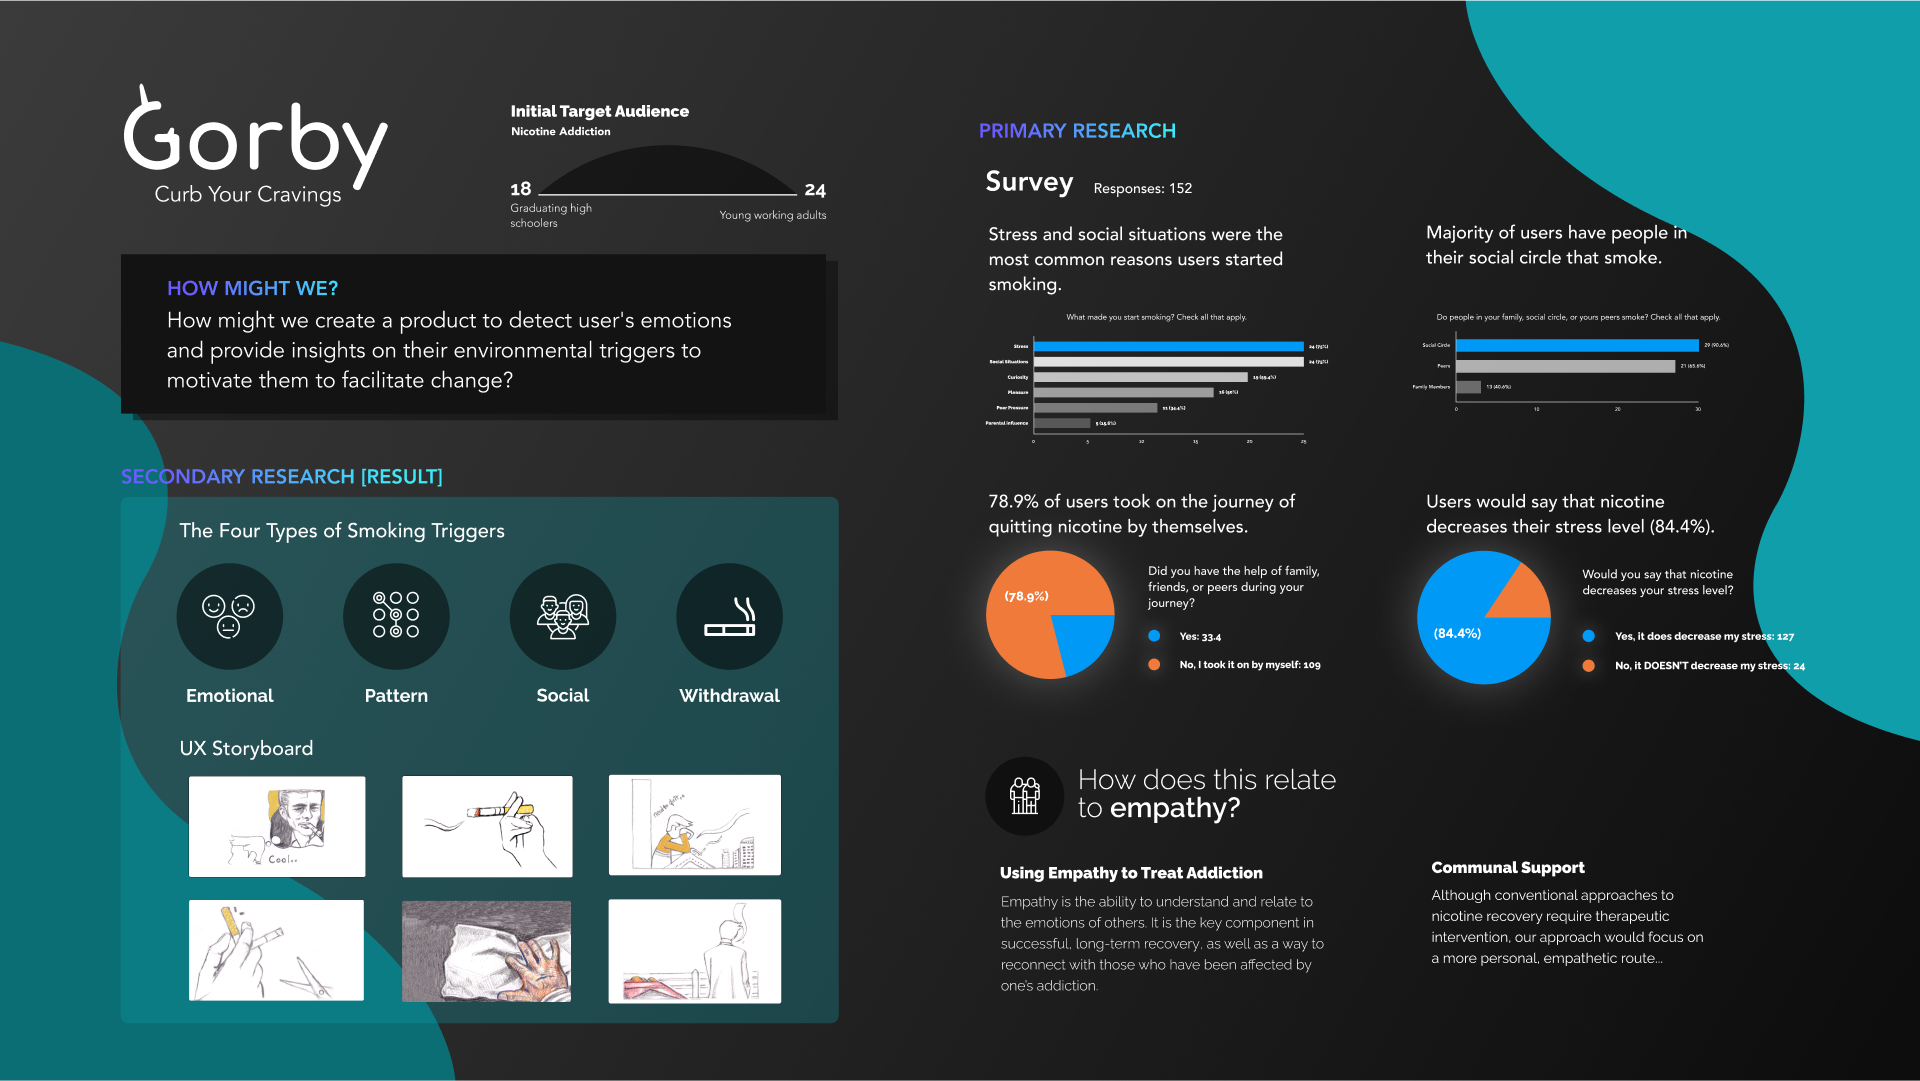 Gorby
Curb Your Cravings
Initial Target Audience
Nicotine Addiction
18
24
Graduating high
schoolers
Young working adults
HOW MIGHT WE?
How might we create a product to detect user's emotions
and provide insights on their environmental triggers to
motivate them to facilitate change?
SECONDARY RESEARCH [RESULT]
The Four Types of Smoking Triggers
Emotional
Pattern
Social
Withdrawal
UX Storyboard
Cool..
PRIMARY RESEARCH
Survey
Responses: 152
Stress and social situations were the
most common reasons users started
smoking.
What made you start smoking? Check all that apply.
Stress
24 (75%)
Social Situations
24 (75%)
Curiosity
19 (59.4%)
Pleasure
16 (50%)
Peer Pressure
11 (34.4%)
Parental Influence
5 (15.6%)
0
5
10
15
20
25
Majority of users have people in
their social circle that smoke.
Do people in your family, social circle, or yours peers smoke? Check all that apply.
Social Circle
29 (90.6%)
Peers
21 (65.6%)
Family Members
13 (40.6%)
0
10
20
30
78.9% of users took on the journey of
quitting nicotine by themselves.
(78.9%)
Did you have the help of family,
friends, or peers during your
journey?
Yes: 33.4
No, I took it on by myself: 109
Users would say that nicotine
decreases their stress level (84.4%).
(84.4%)
Would you say that nicotine
decreases your stress level?
Yes, it does decrease my stress: 127
No, it DOESN'T decrease my stress: 24
How does this relate
to empathy?
Using Empathy to Treat Addiction
Empathy is the ability to understand and relate to
the emotions of others. It is the key component in
successful, long-term recovery, as well as a way to
reconnect with those who have been affected by
one's addiction.
Communal Support
Although conventional approaches to
nicotine recovery require therapeutic
intervention, our approach would focus on
a more personal, empathetic route...